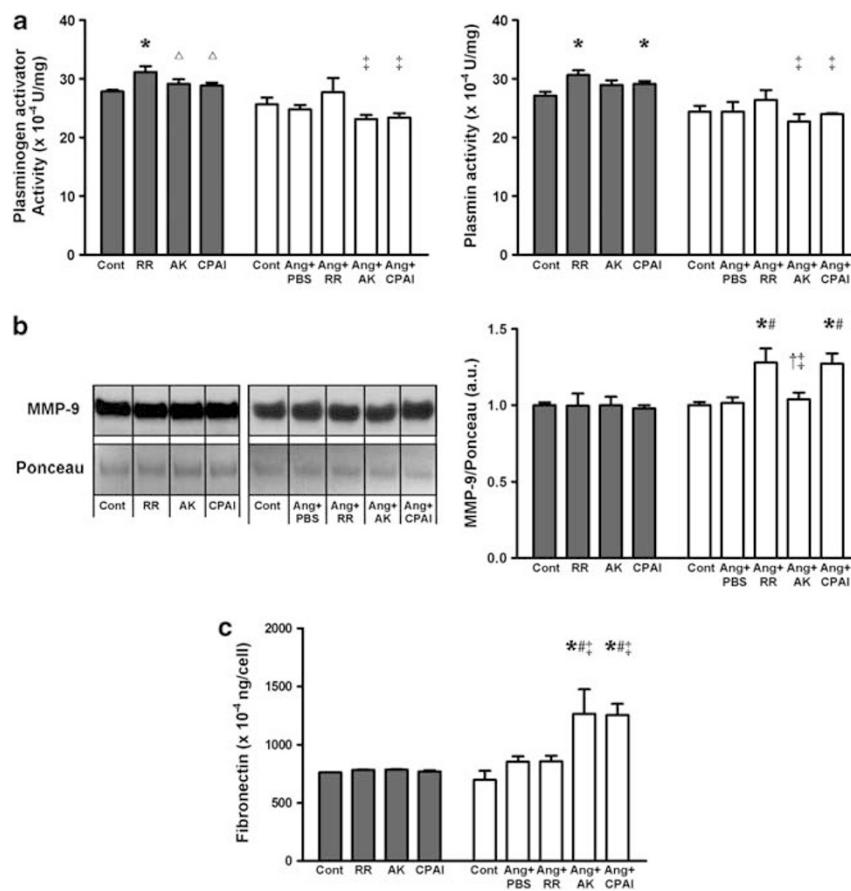 a
Plasminogen activator
Activity (x 10⁻⁴ U/mg)
40
30
20
10
0
*
△
△
‡
‡
Cont RR AK CPAI Cont Ang+ Ang+ Ang+ Ang+
PBS RR AK CPAI
Plasmin activity (x 10⁻⁴ U/mg)
40
30
20
10
0
*
*
‡
‡
Cont RR AK CPAI Cont Ang+ Ang+ Ang+ Ang+
PBS RR AK CPAI
b
MMP-9
Ponceau
Cont RR AK CPAI Cont Ang+ Ang+ Ang+ Ang+
PBS RR AK CPAI
MMP-9/Ponceau (a.u.)
1.5
1.0
0.5
0.0
*#
†‡
*#
Cont RR AK CPAI Cont Ang+ Ang+ Ang+ Ang+
PBS RR AK CPAI
c
Fibronectin (x 10⁻⁴ ng/cell)
2000
1500
1000
500
0
*#‡
*#‡
Cont RR AK CPAI Cont Ang+ Ang+ Ang+ Ang+
PBS RR AK CPAI